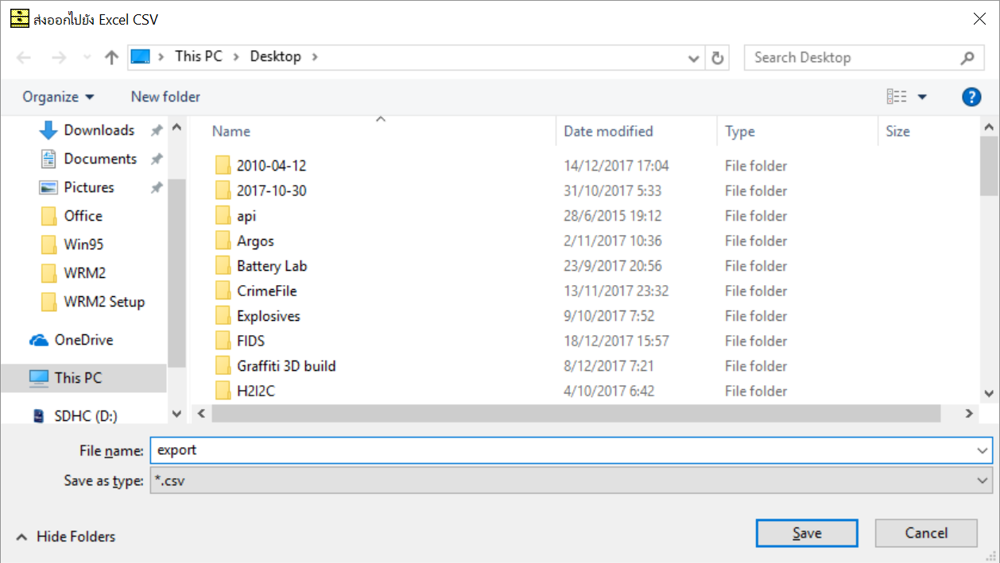 ส่งออกไปยัง Excel CSV
This PC
Desktop
Search Desktop
Organize
New folder
?
Downloads
Documents
Pictures
Office
Win95
WRM2
WRM2 Setup
OneDrive
This PC
SDHC (D:)
Name Date modified Type Size
2010-04-12 14/12/2017 17:04 File folder
2017-10-30 31/10/2017 5:33 File folder
api 28/6/2015 19:12 File folder
Argos 2/11/2017 10:36 File folder
Battery Lab 23/9/2017 20:56 File folder
CrimeFile 13/11/2017 23:32 File folder
Explosives 9/10/2017 7:52 File folder
FIDS 18/12/2017 15:57 File folder
Graffiti 3D build 8/12/2017 7:21 File folder
H2I2C 4/10/2017 6:42 File folder
File name: export
Save as type: *.csv
Hide Folders
Save
Cancel